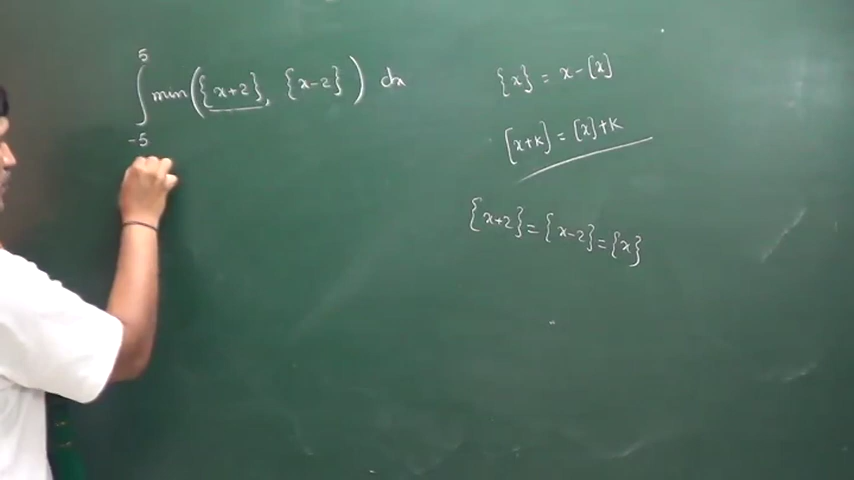 ∫_{-5}^{5} min({x+2}, {x-2}) dx
{x} = x-[x]
[x+k] = [x]+k
{x+2} = {x-2} = {x}